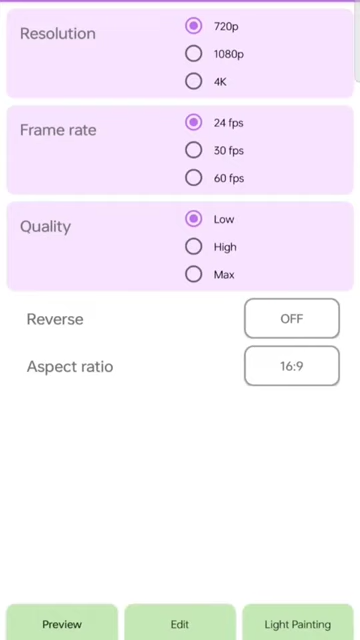 Resolution
720p
1080p
4K
Frame rate
24 fps
30 fps
60 fps
Quality
Low
High
Max
Reverse OFF
Aspect ratio 16:9
Preview Edit Light Painting